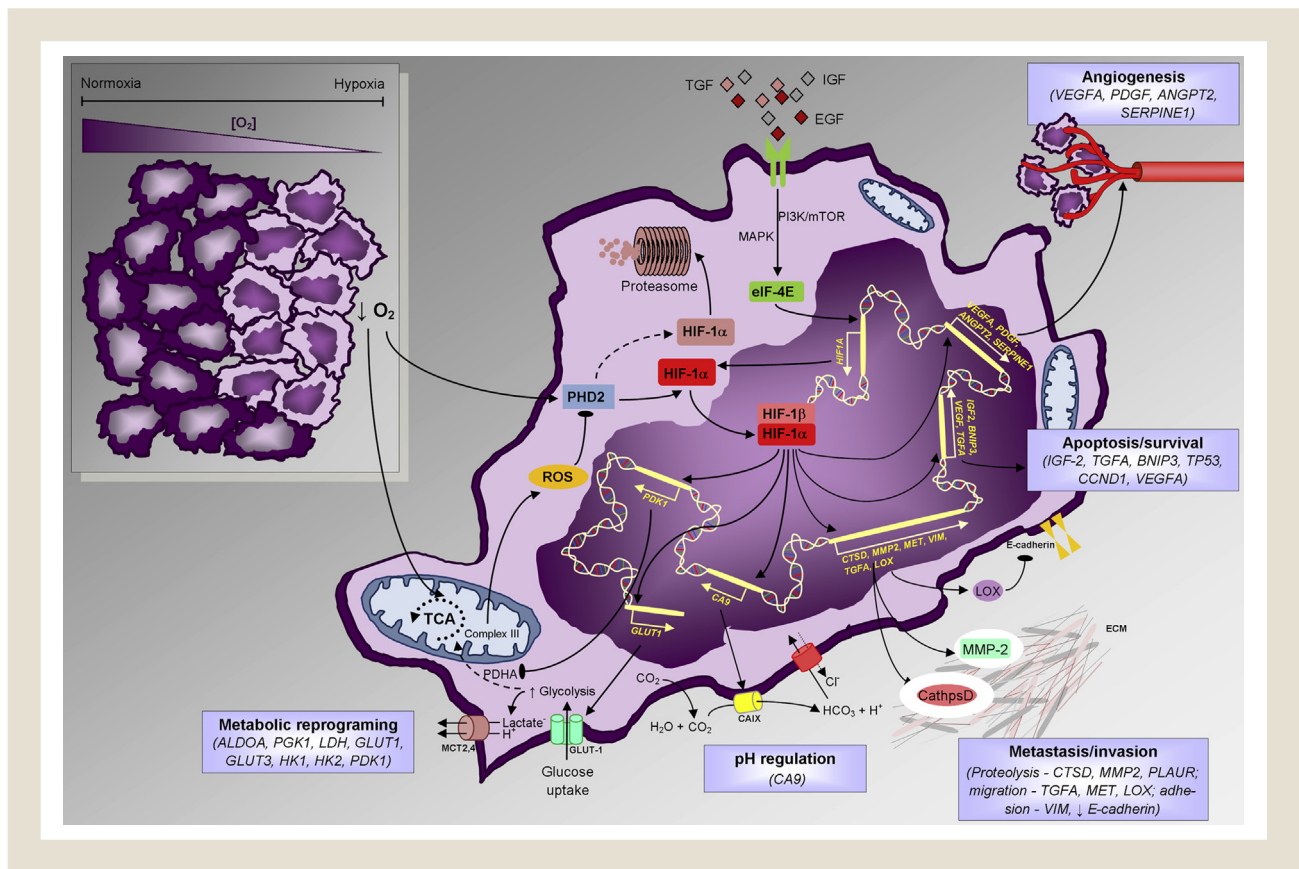 Normoxia
Hypoxia
[O2]
↓ O2
TGF
IGF
EGF
PI3K/mTOR
MAPK
eIF-4E
Proteasome
HIF-1α
HIF-1α
PHD2
ROS
HIF-1β
HIF-1α
HIF1A
VEGFA, PDGF,
ANGPT2, SERPINE1
IGF2, BNIP3,
VEGF, TGFA
PDK1
CTSD, MMP2, MET, VIM,
TGFA, LOX
CA9
GLUT1
TCA
Complex III
PDHA
↑ Glycolysis
Lactate-
H+
MCT2,4
GLUT-1
Glucose
uptake
CO2
H2O + CO2
CAIX
HCO3 + H+
Cl-
E-cadherin
LOX
MMP-2
CathpsD
ECM
Angiogenesis
(VEGFA, PDGF, ANGPT2,
SERPINE1)
Apoptosis/survival
(IGF-2, TGFA, BNIP3, TP53,
CCND1, VEGFA)
Metabolic reprograming
(ALDOA, PGK1, LDH, GLUT1,
GLUT3, HK1, HK2, PDK1)
pH regulation
(CA9)
Metastasis/invasion
(Proteolysis - CTSD, MMP2, PLAUR;
migration - TGFA, MET, LOX; adhe-
sion - VIM, ↓ E-cadherin)